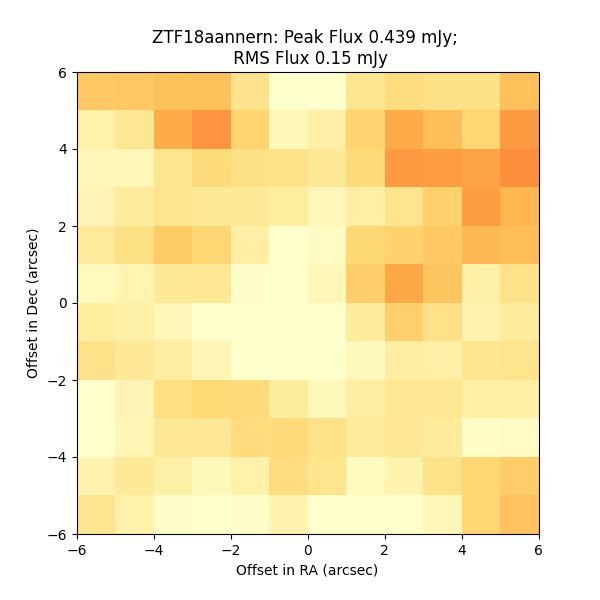 ZTF18aannern: Peak Flux 0.439 mJy;
RMS Flux 0.15 mJy
6
4
2
0
−2
−4
−6
Offset in Dec (arcsec)
−6 −4 −2 0 2 4 6
Offset in RA (arcsec)